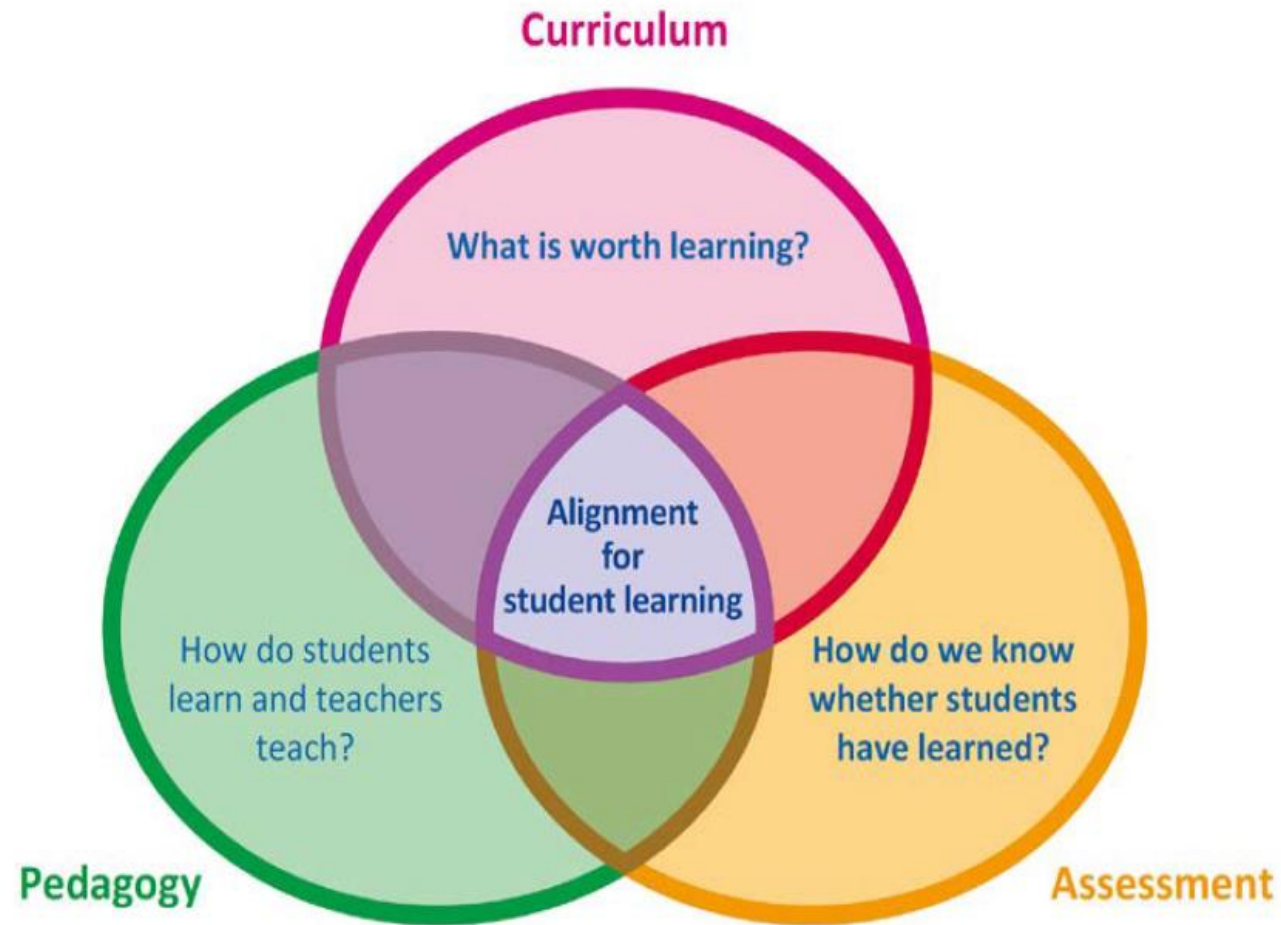 Curriculum
What is worth learning?
Alignment
for
student learning
How do students
learn and teachers
teach?
How do we know
whether students
have learned?
Pedagogy
Assessment